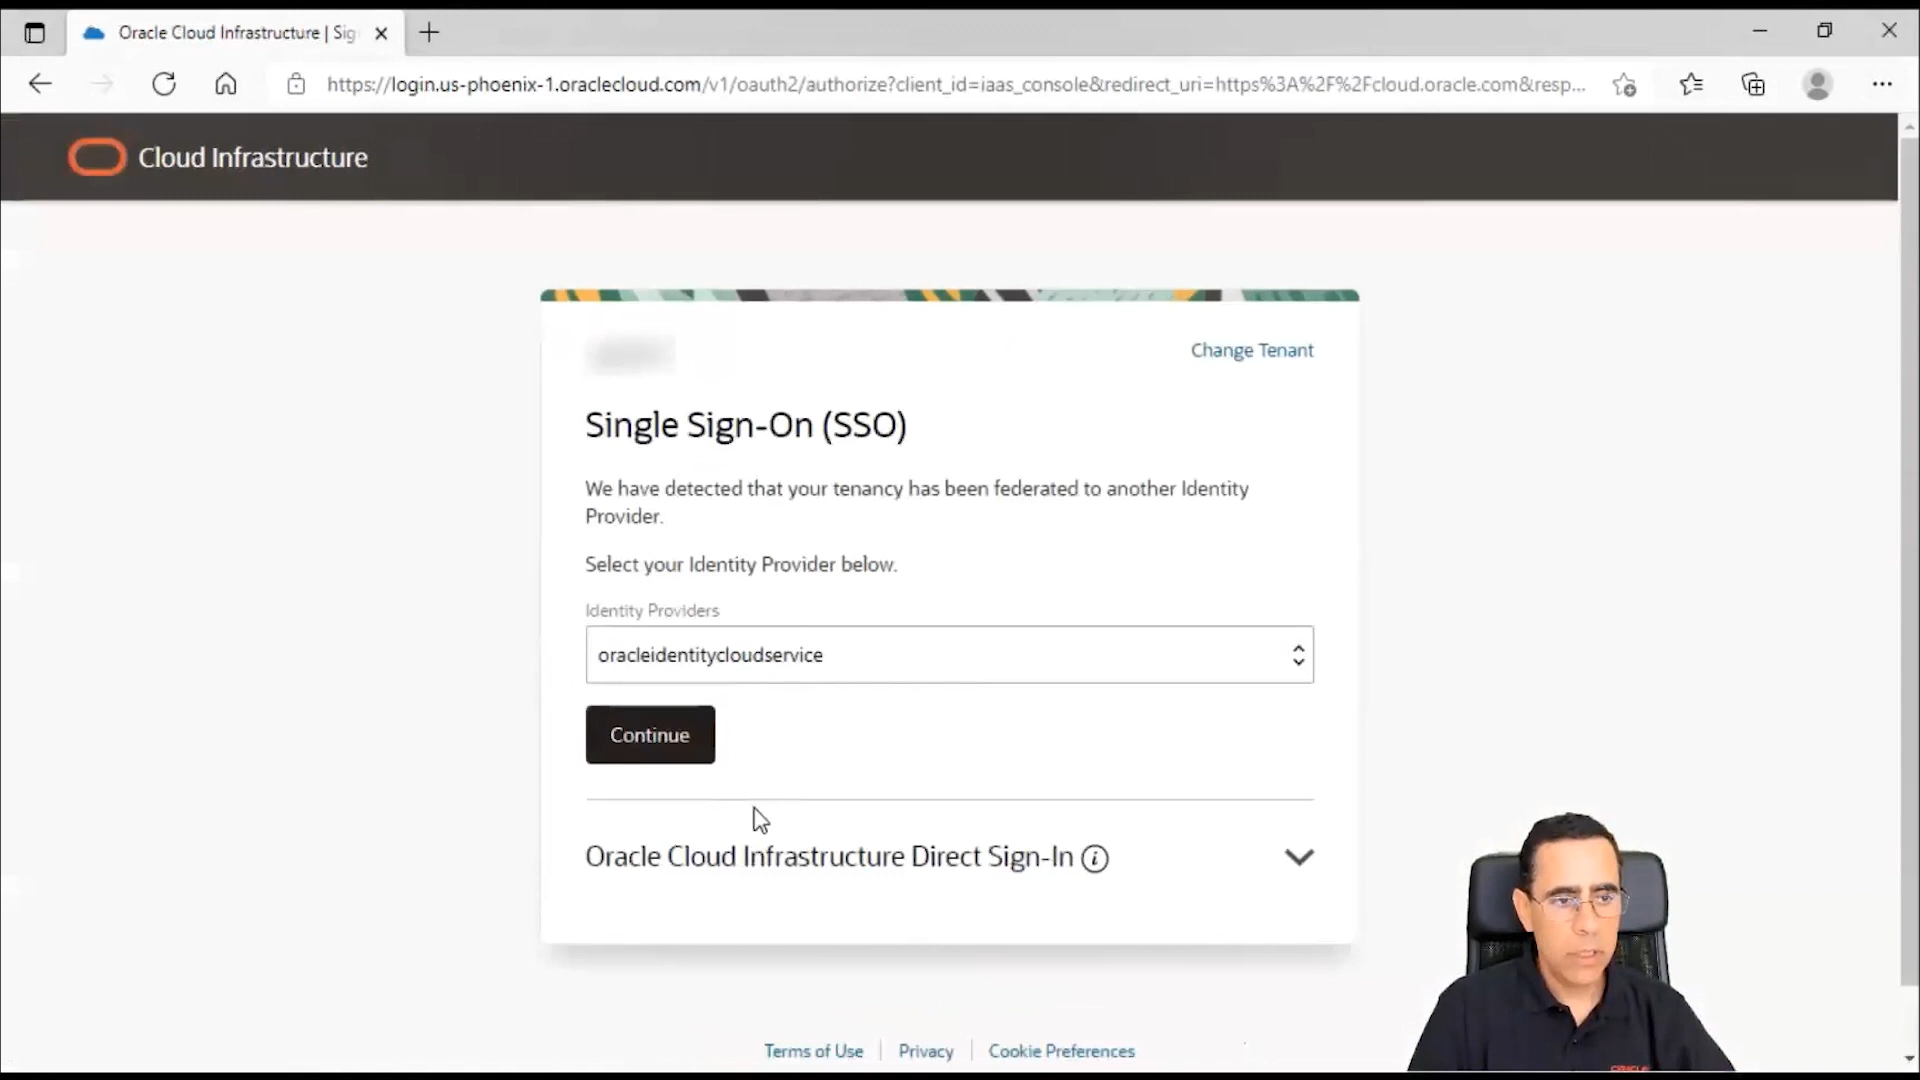 Oracle Cloud Infrastructure | Sig
https://login.us-phoenix-1.oraclecloud.com/v1/oauth2/authorize?client_id=iaas_console&redirect_uri=https%3A%2F%2Fcloud.oracle.com&resp...
Cloud Infrastructure
Change Tenant
Single Sign-On (SSO)
We have detected that your tenancy has been federated to another Identity
Provider.
Select your Identity Provider below.
Identity Providers
oracleidentitycloudservice
Continue
Oracle Cloud Infrastructure Direct Sign-In
Terms of Use
Privacy
Cookie Preferences